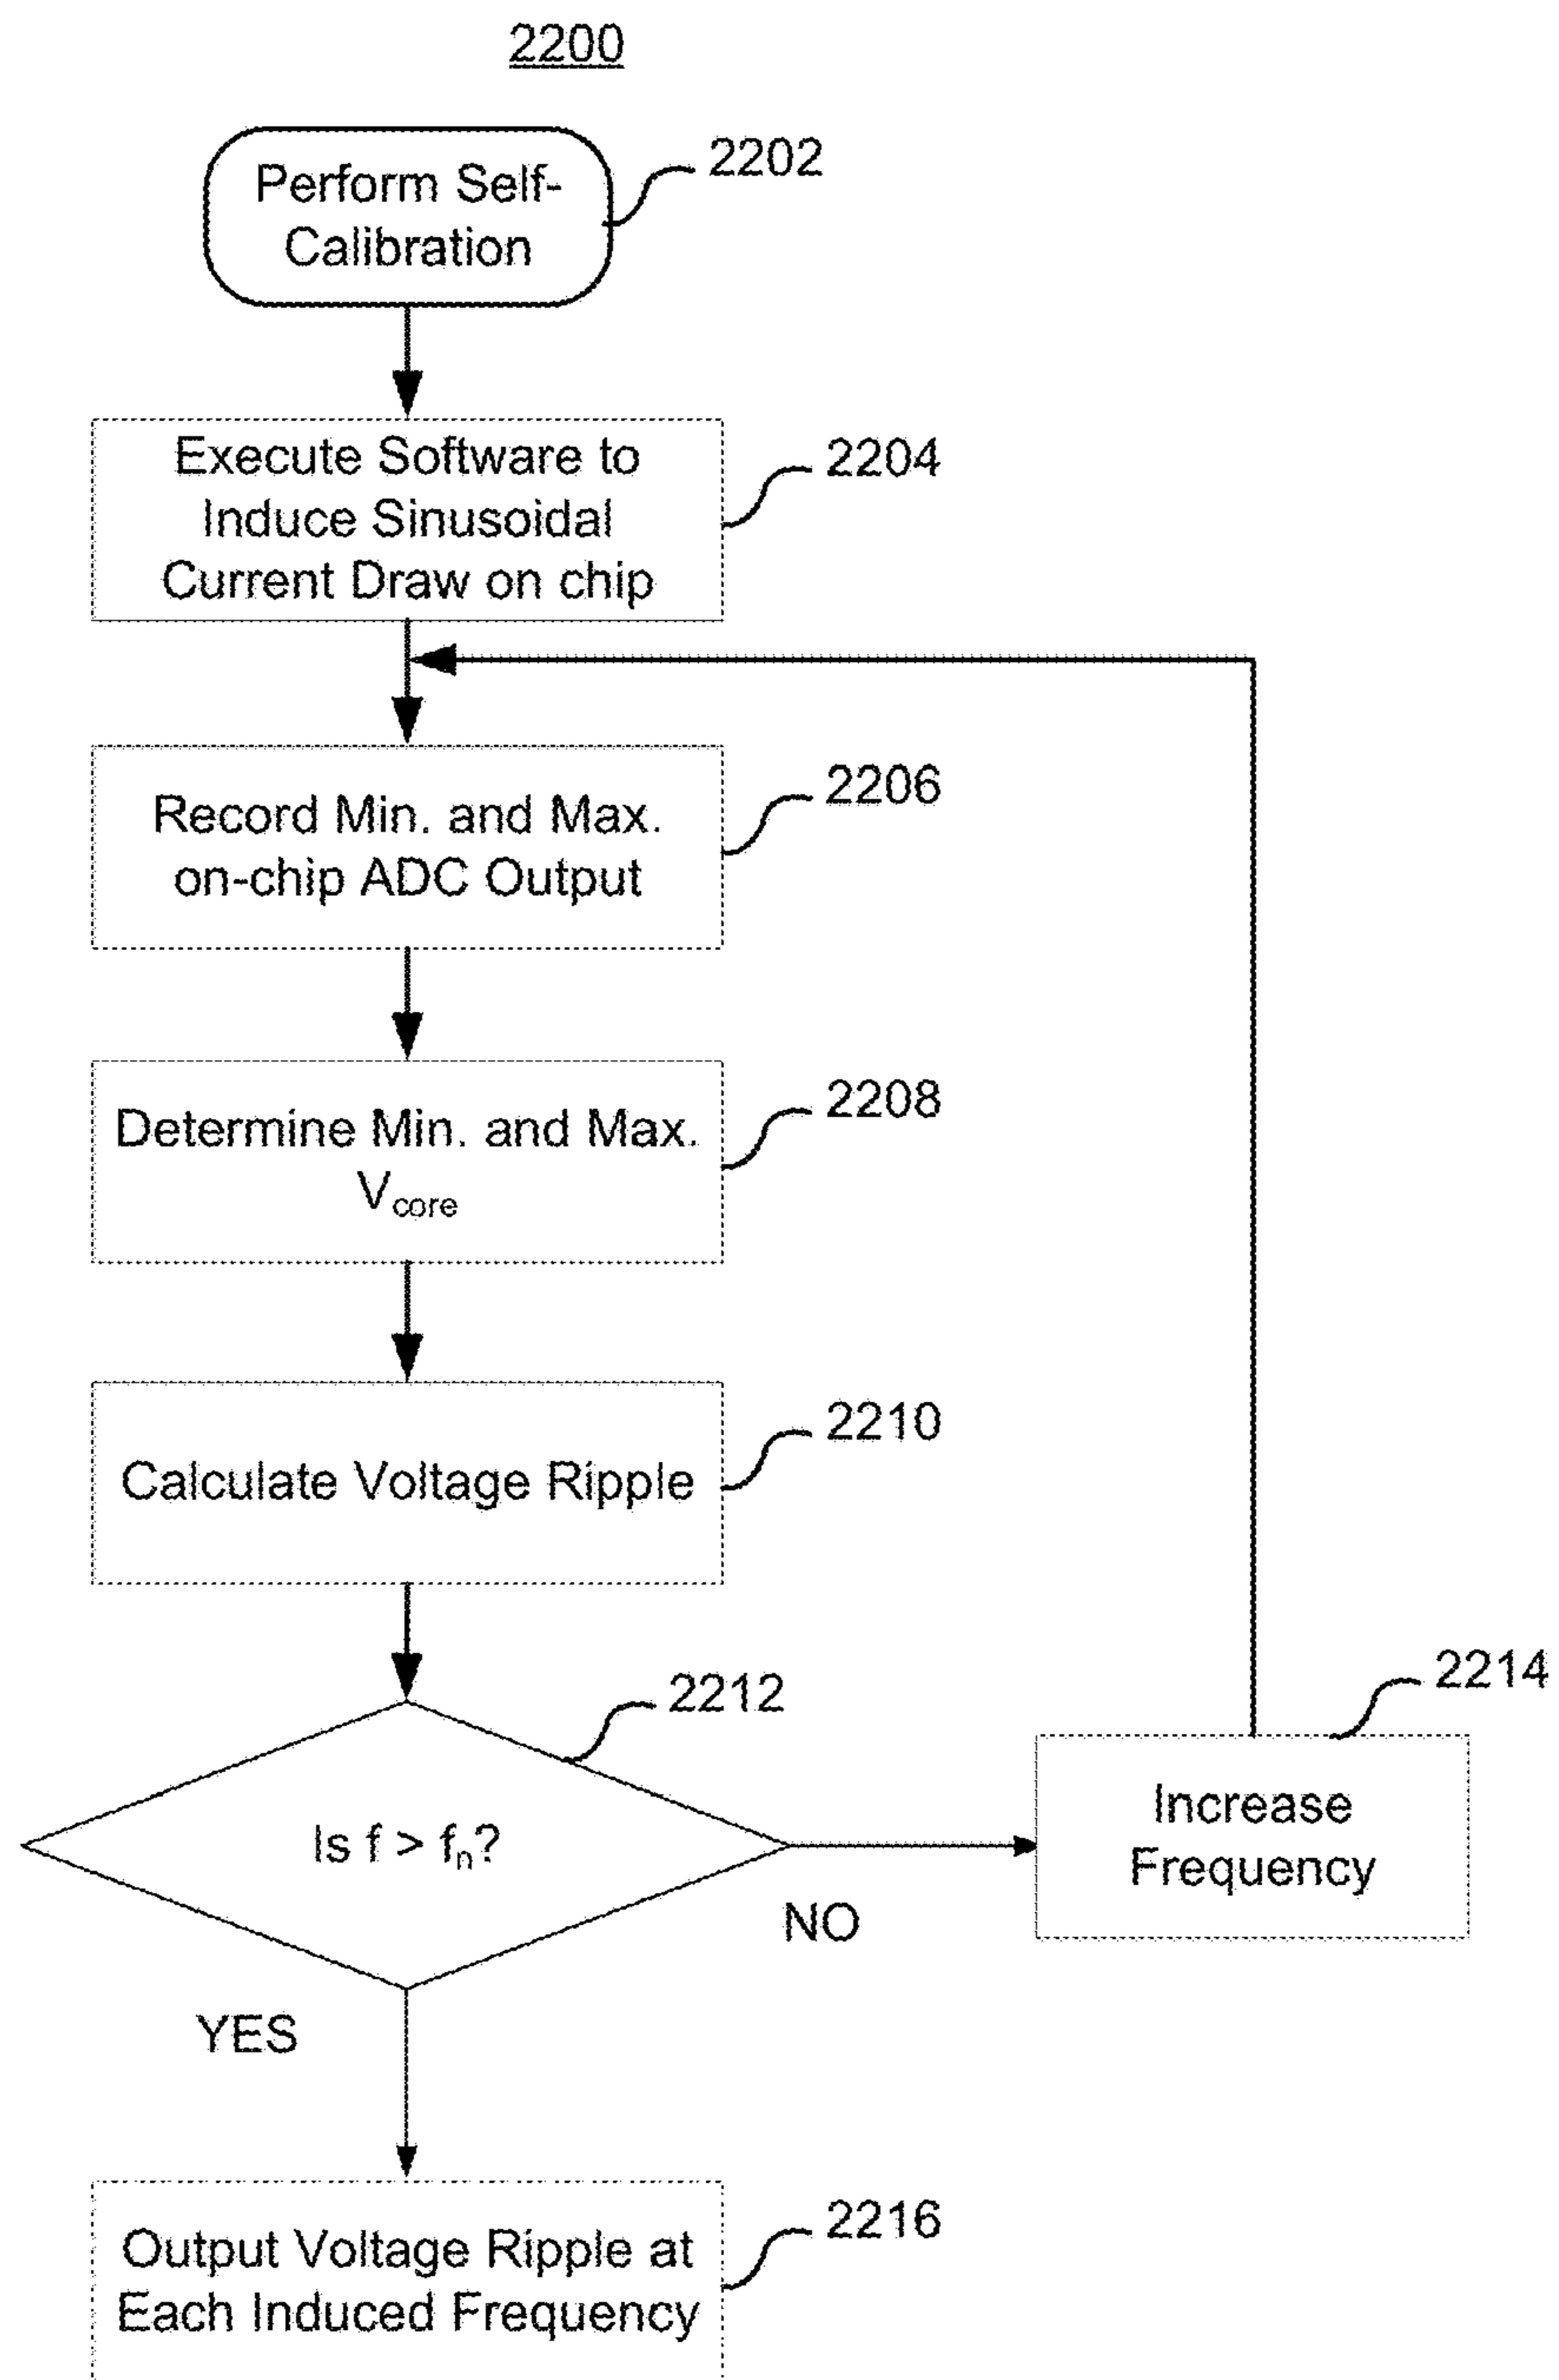 2200
Perform Self-
Calibration
2202
Execute Software to
Induce Sinusoidal
Current Draw on chip
2204
Record Min. and Max.
on-chip ADC Output
2206
Determine Min. and Max.
Vcore
2208
Calculate Voltage Ripple
2210
Is f > fn?
2212
NO
Increase
Frequency
2214
YES
Output Voltage Ripple at
Each Induced Frequency
2216